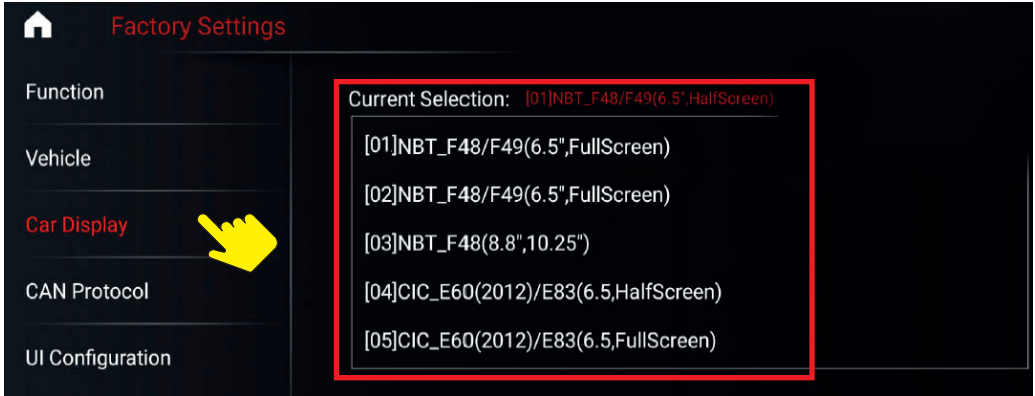 Factory Settings
Function
Vehicle
Car Display
CAN Protocol
UI Configuration
Current Selection: [01]NBT_F48/F49(6.5",HalfScreen)
[01]NBT_F48/F49(6.5",FullScreen)
[02]NBT_F48/F49(6.5",FullScreen)
[03]NBT_F48(8.8",10.25")
[04]CIC_E60(2012)/E83(6.5,HalfScreen)
[05]CIC_E60(2012)/E83(6.5,FullScreen)